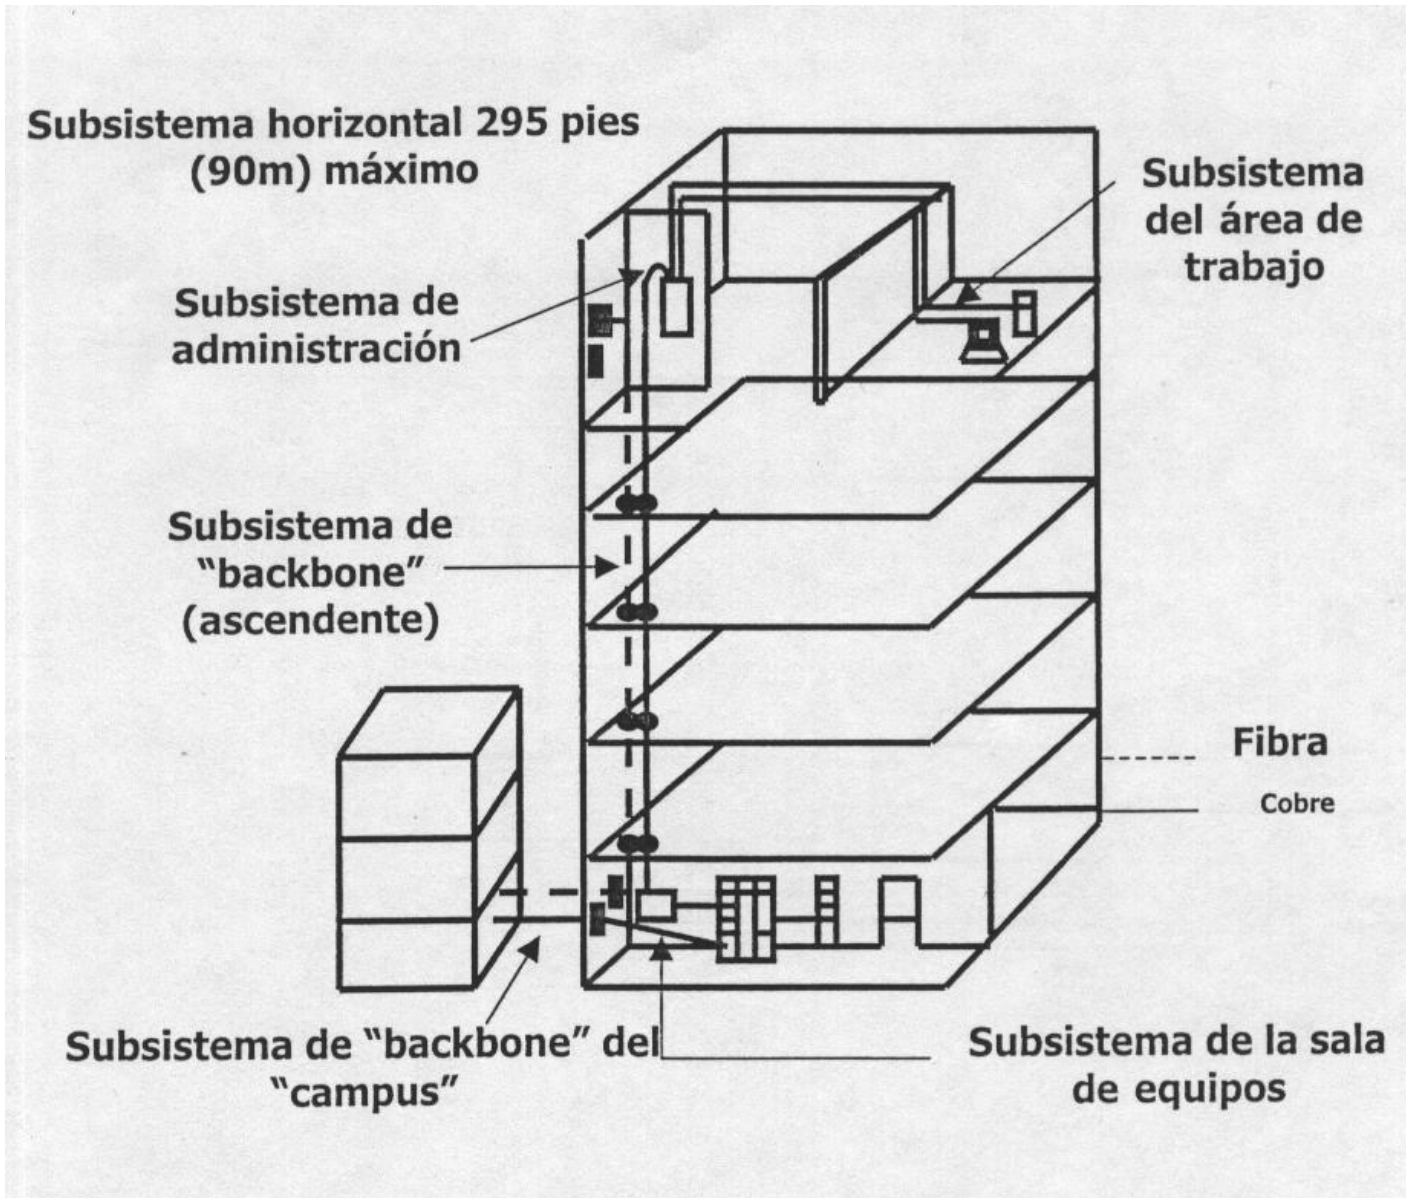 Subsistema horizontal 295 pies
(90m) máximo
Subsistema
del área de
trabajo
Subsistema de
administración
Subsistema de
“backbone”
(ascendente)
Fibra
Cobre
Subsistema de “backbone” del
“campus”
Subsistema de la sala
de equipos